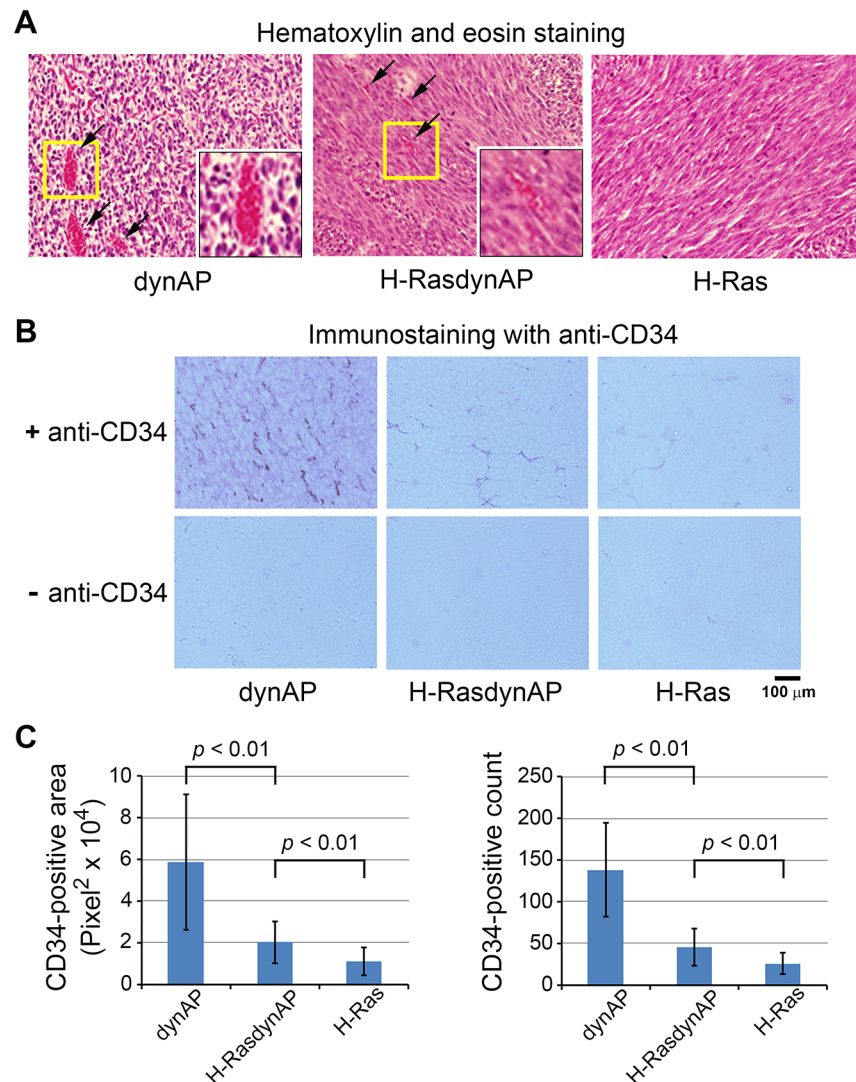 A
Hematoxylin and eosin staining
dynAP
H-RasdynAP
H-Ras
B
Immunostaining with anti-CD34
+ anti-CD34
- anti-CD34
dynAP
H-RasdynAP
H-Ras
100 μm
C
CD34-positive area
(Pixel² x 10⁴)
10
8
6
4
2
0
p < 0.01
p < 0.01
dynAP
H-RasdynAP
H-Ras
CD34-positive count
250
200
150
100
50
0
p < 0.01
p < 0.01
dynAP
H-RasdynAP
H-Ras